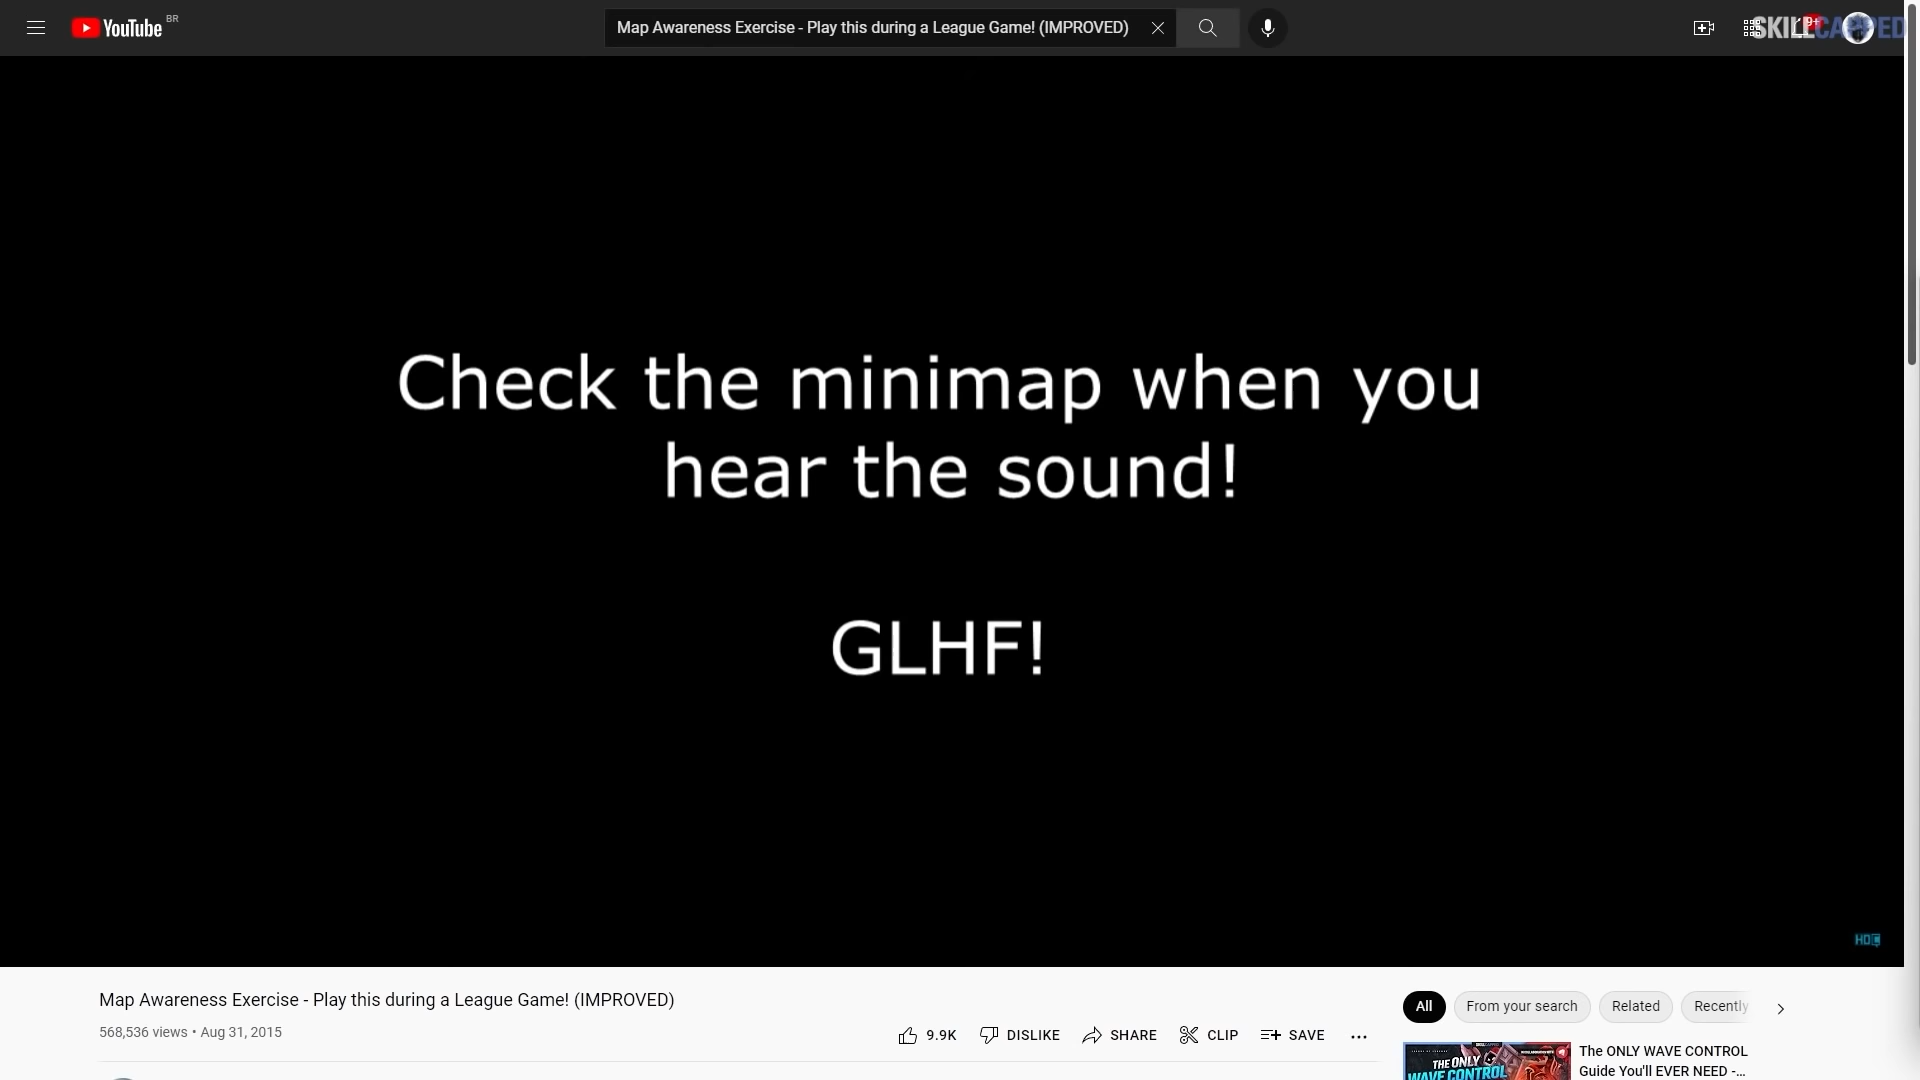 YouTube BR
Map Awareness Exercise - Play this during a League Game! (IMPROVED)
9+
SKILLCAPPED
Check the minimap when you
hear the sound!
GLHF!
Map Awareness Exercise - Play this during a League Game! (IMPROVED)
568,536 views • Aug 31, 2015
9.9K
DISLIKE
SHARE
CLIP
SAVE
All
From your search
Related
Recently
THE ONLY
WAVE CONTROL
The ONLY WAVE CONTROL
Guide You'll EVER NEED -...